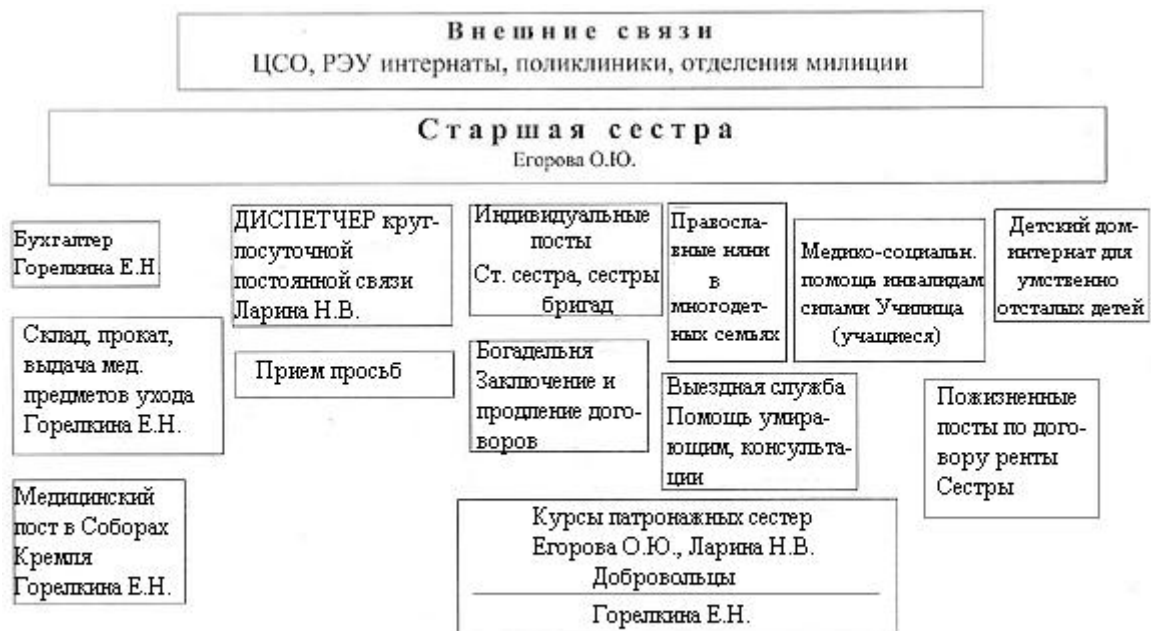 Внешние связи
ЦСО, РЭУ интернаты, поликлиники, отделения милиции
Старшая сестра
Егорова О.Ю.
Бухгалтер
Горелкина Е.Н.
ДИСПЕТЧЕР круг-
лосуточной
постоянной связи
Ларина Н.В.
Индивидуальные
посты
Ст. сестра, сестры
бригад
Правосла-
вные няни
в
многодет-
ных семьях
Медико-социальн.
помощь инвалидам
силами Училища
(учащиеся)
Детский дом-
интернат для
умственно
отсталых детей
Склад, прокат,
выдача мед.
предметов ухода
Горелкина Е.Н.
Прием просьб
Богадельня
Заключение и
продление дого-
воров
Выездная служба
Помощь умира-
ющим, консульта-
ции
Пожизненные
посты по дого-
вору ренты
Сестры
Медицинский
пост в Соборах
Кремля
Горелкина Е.Н.
Курсы патронажных сестер
Егорова О.Ю., Ларина Н.В.
Добровольцы
Горелкина Е.Н.